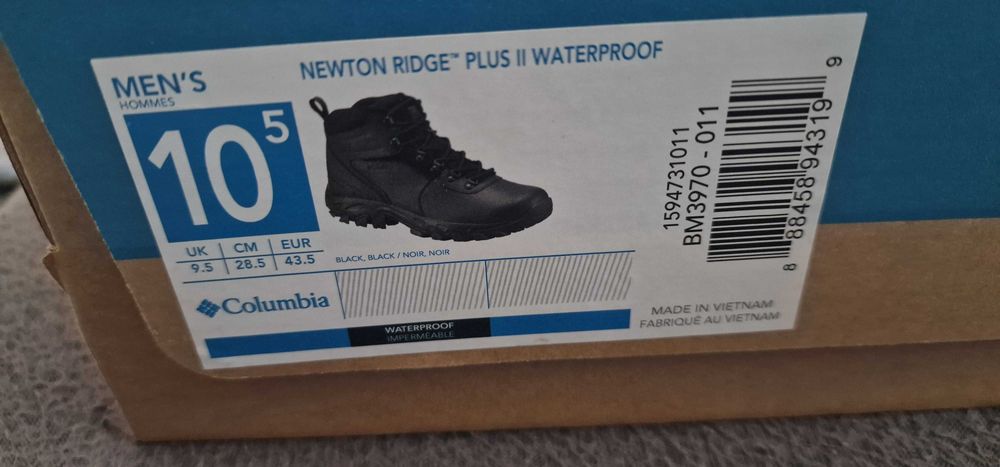 MEN'S
HOMMES
NEWTON RIDGE™ PLUS II WATERPROOF
10⁵
UK CM EUR
9.5 28.5 43.5
BLACK, BLACK / NOIR, NOIR
Columbia
WATERPROOF
IMPERMÉABLE
1594731011
BM3970 - 011
8 88458 94319 9
MADE IN VIETNAM
FABRIQUÉ AU VIETNAM